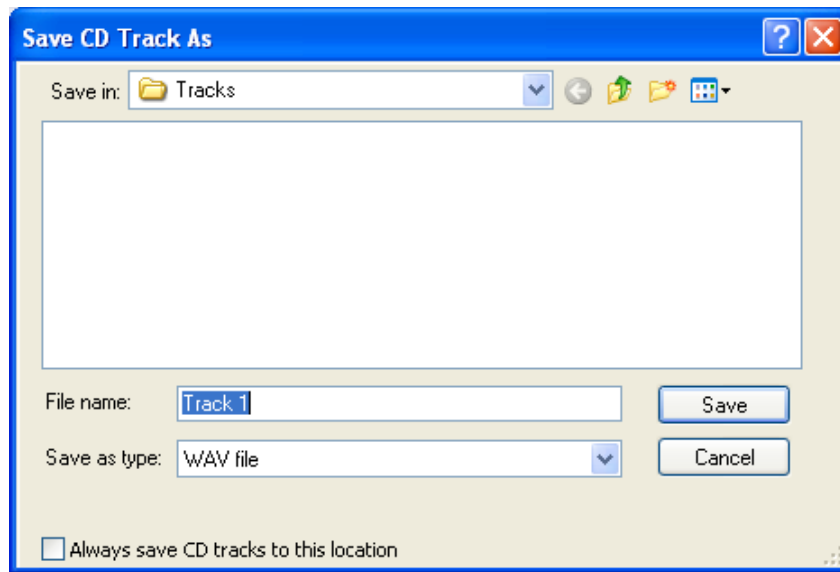 Save CD Track As
Save in: Tracks
File name: Track 1 Save
Save as type: WAV file Cancel
Always save CD tracks to this location